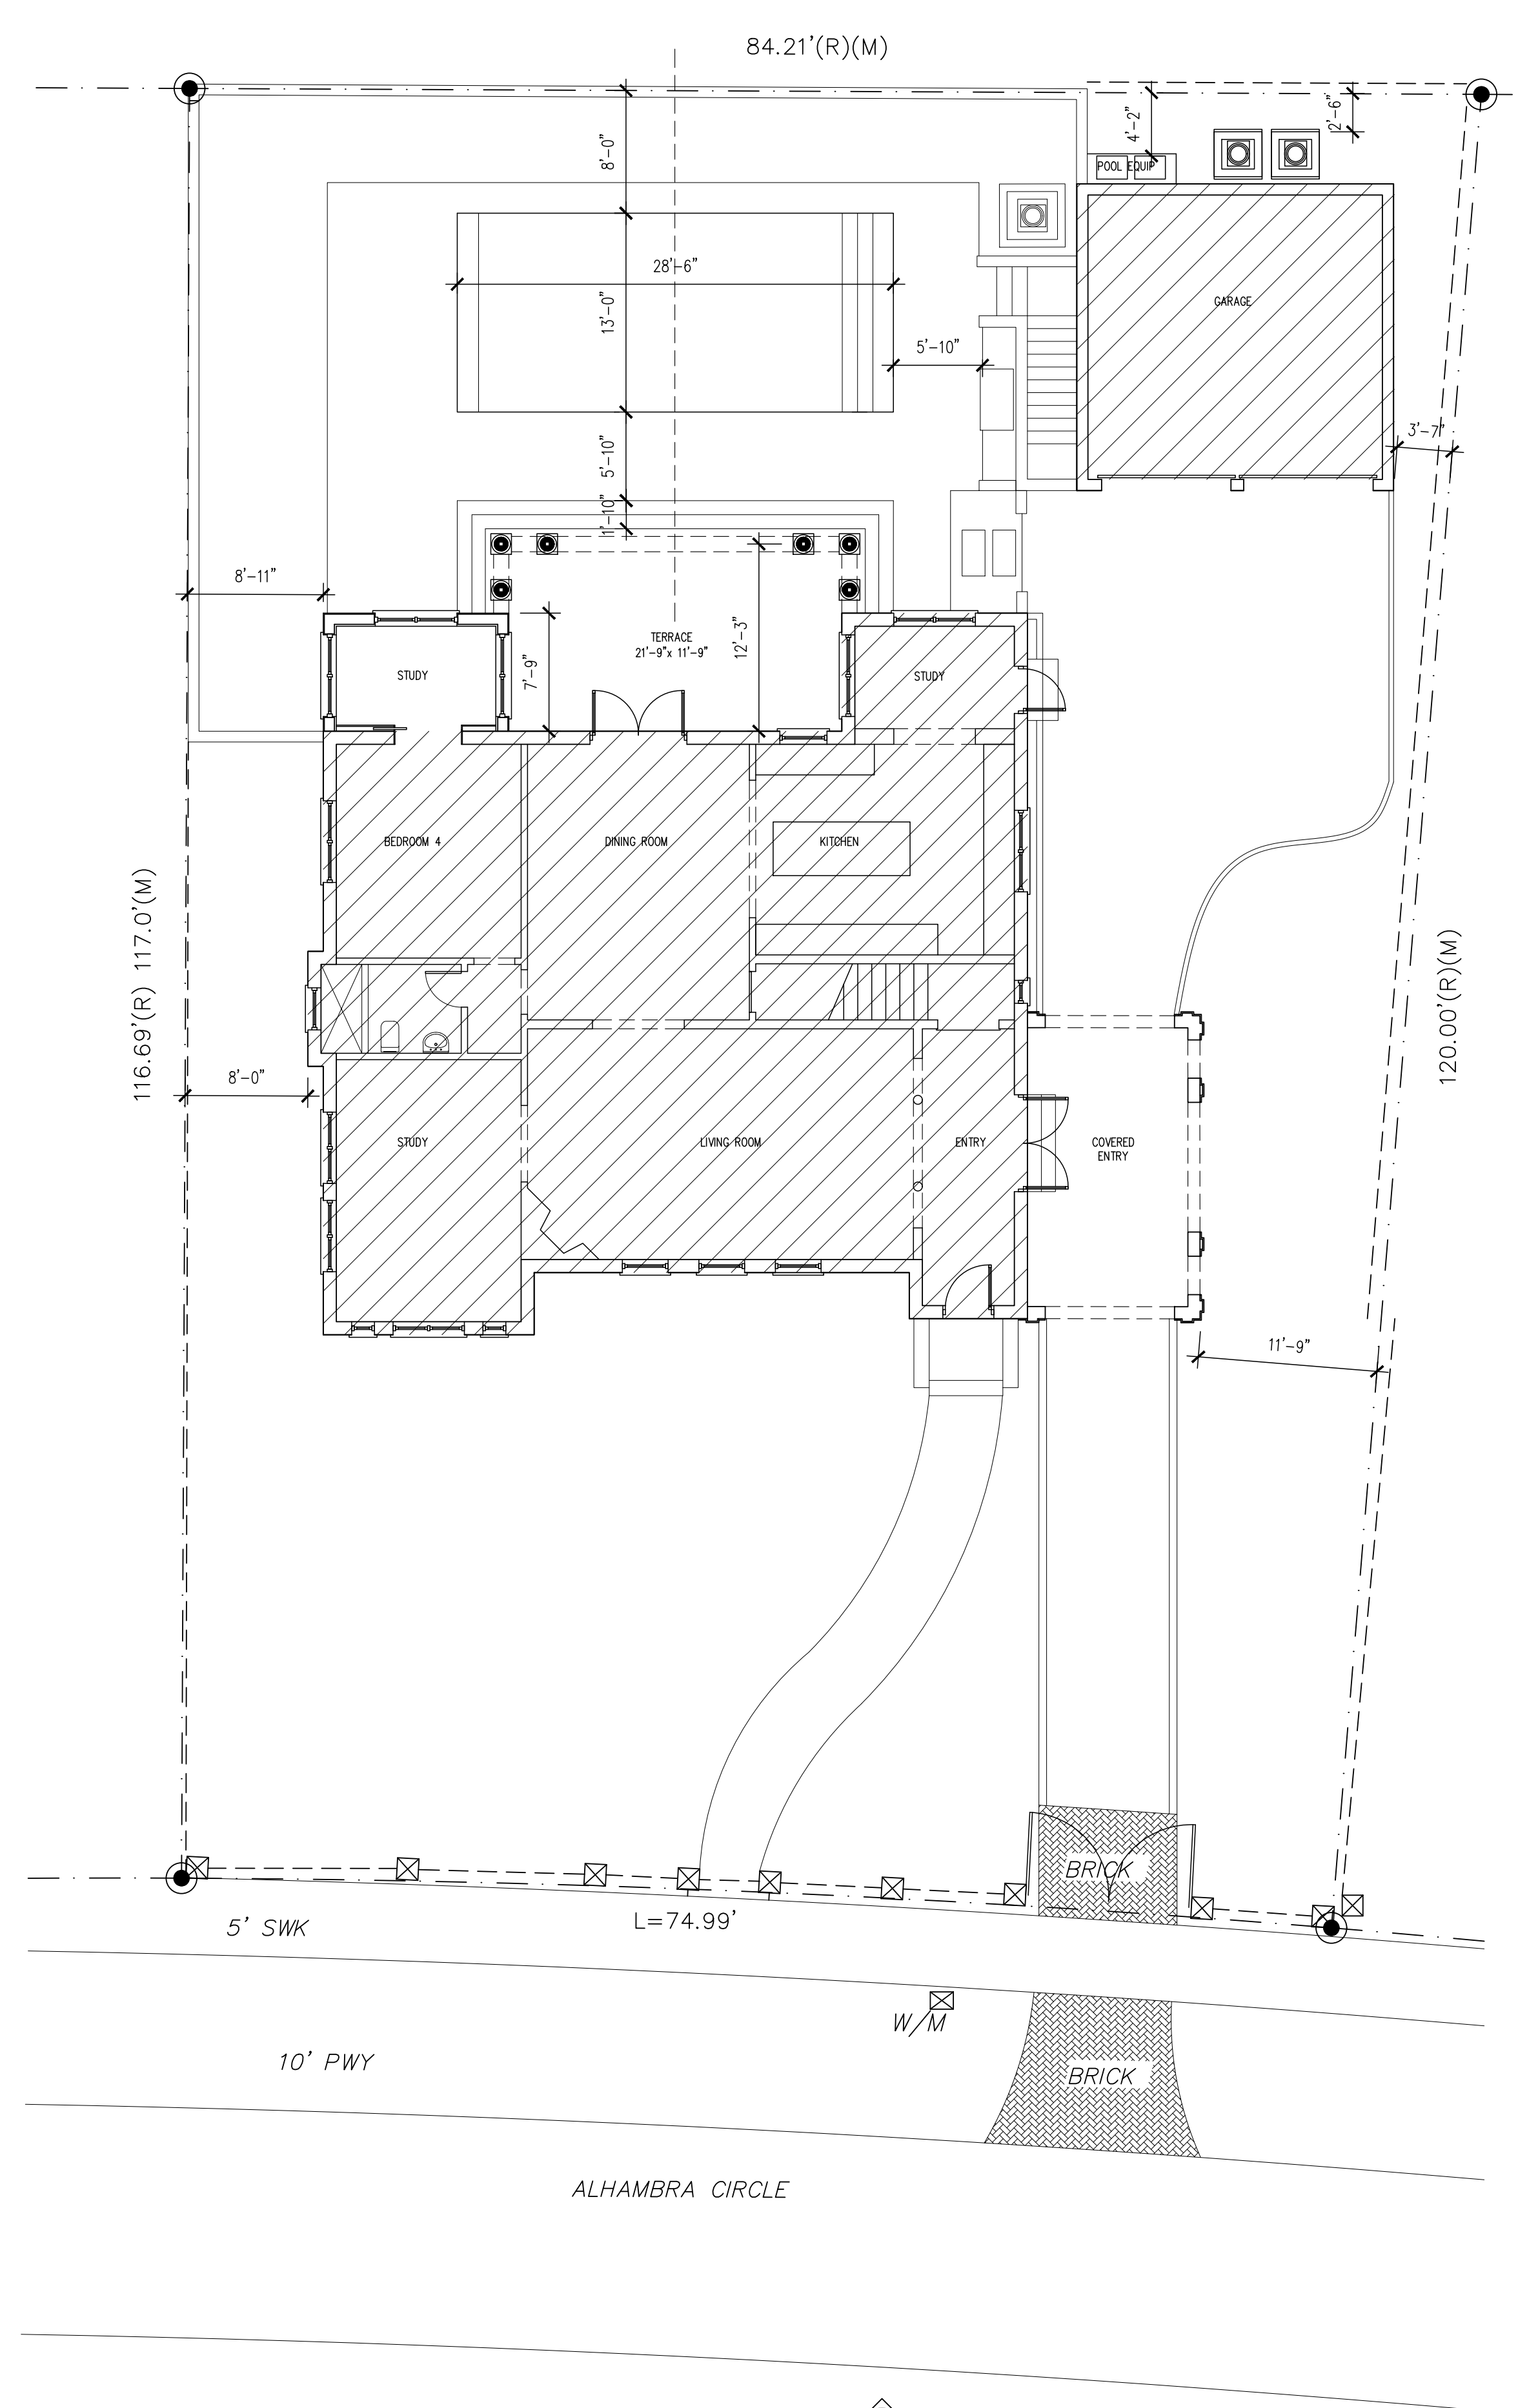 84.21'(R)(M)
4'-2"
2'-6"
8'-0"
POOL EQUIP
28'-6"
13'-0"
GARAGE
5'-10"
3'-7"
5'-10"
1'-10"
8'-11"
TERRACE
21'-9"x 11'-9"
12'-3"
7'-9"
STUDY
STUDY
BEDROOM 4
DINING ROOM
KITCHEN
116.69'(R) 117.0'(M)
120.00'(R)(M)
8'-0"
STUDY
LIVING ROOM
ENTRY
COVERED
ENTRY
11'-9"
BRICK
L=74.99'
5' SWK
W/M
10' PWY
BRICK
ALHAMBRA CIRCLE